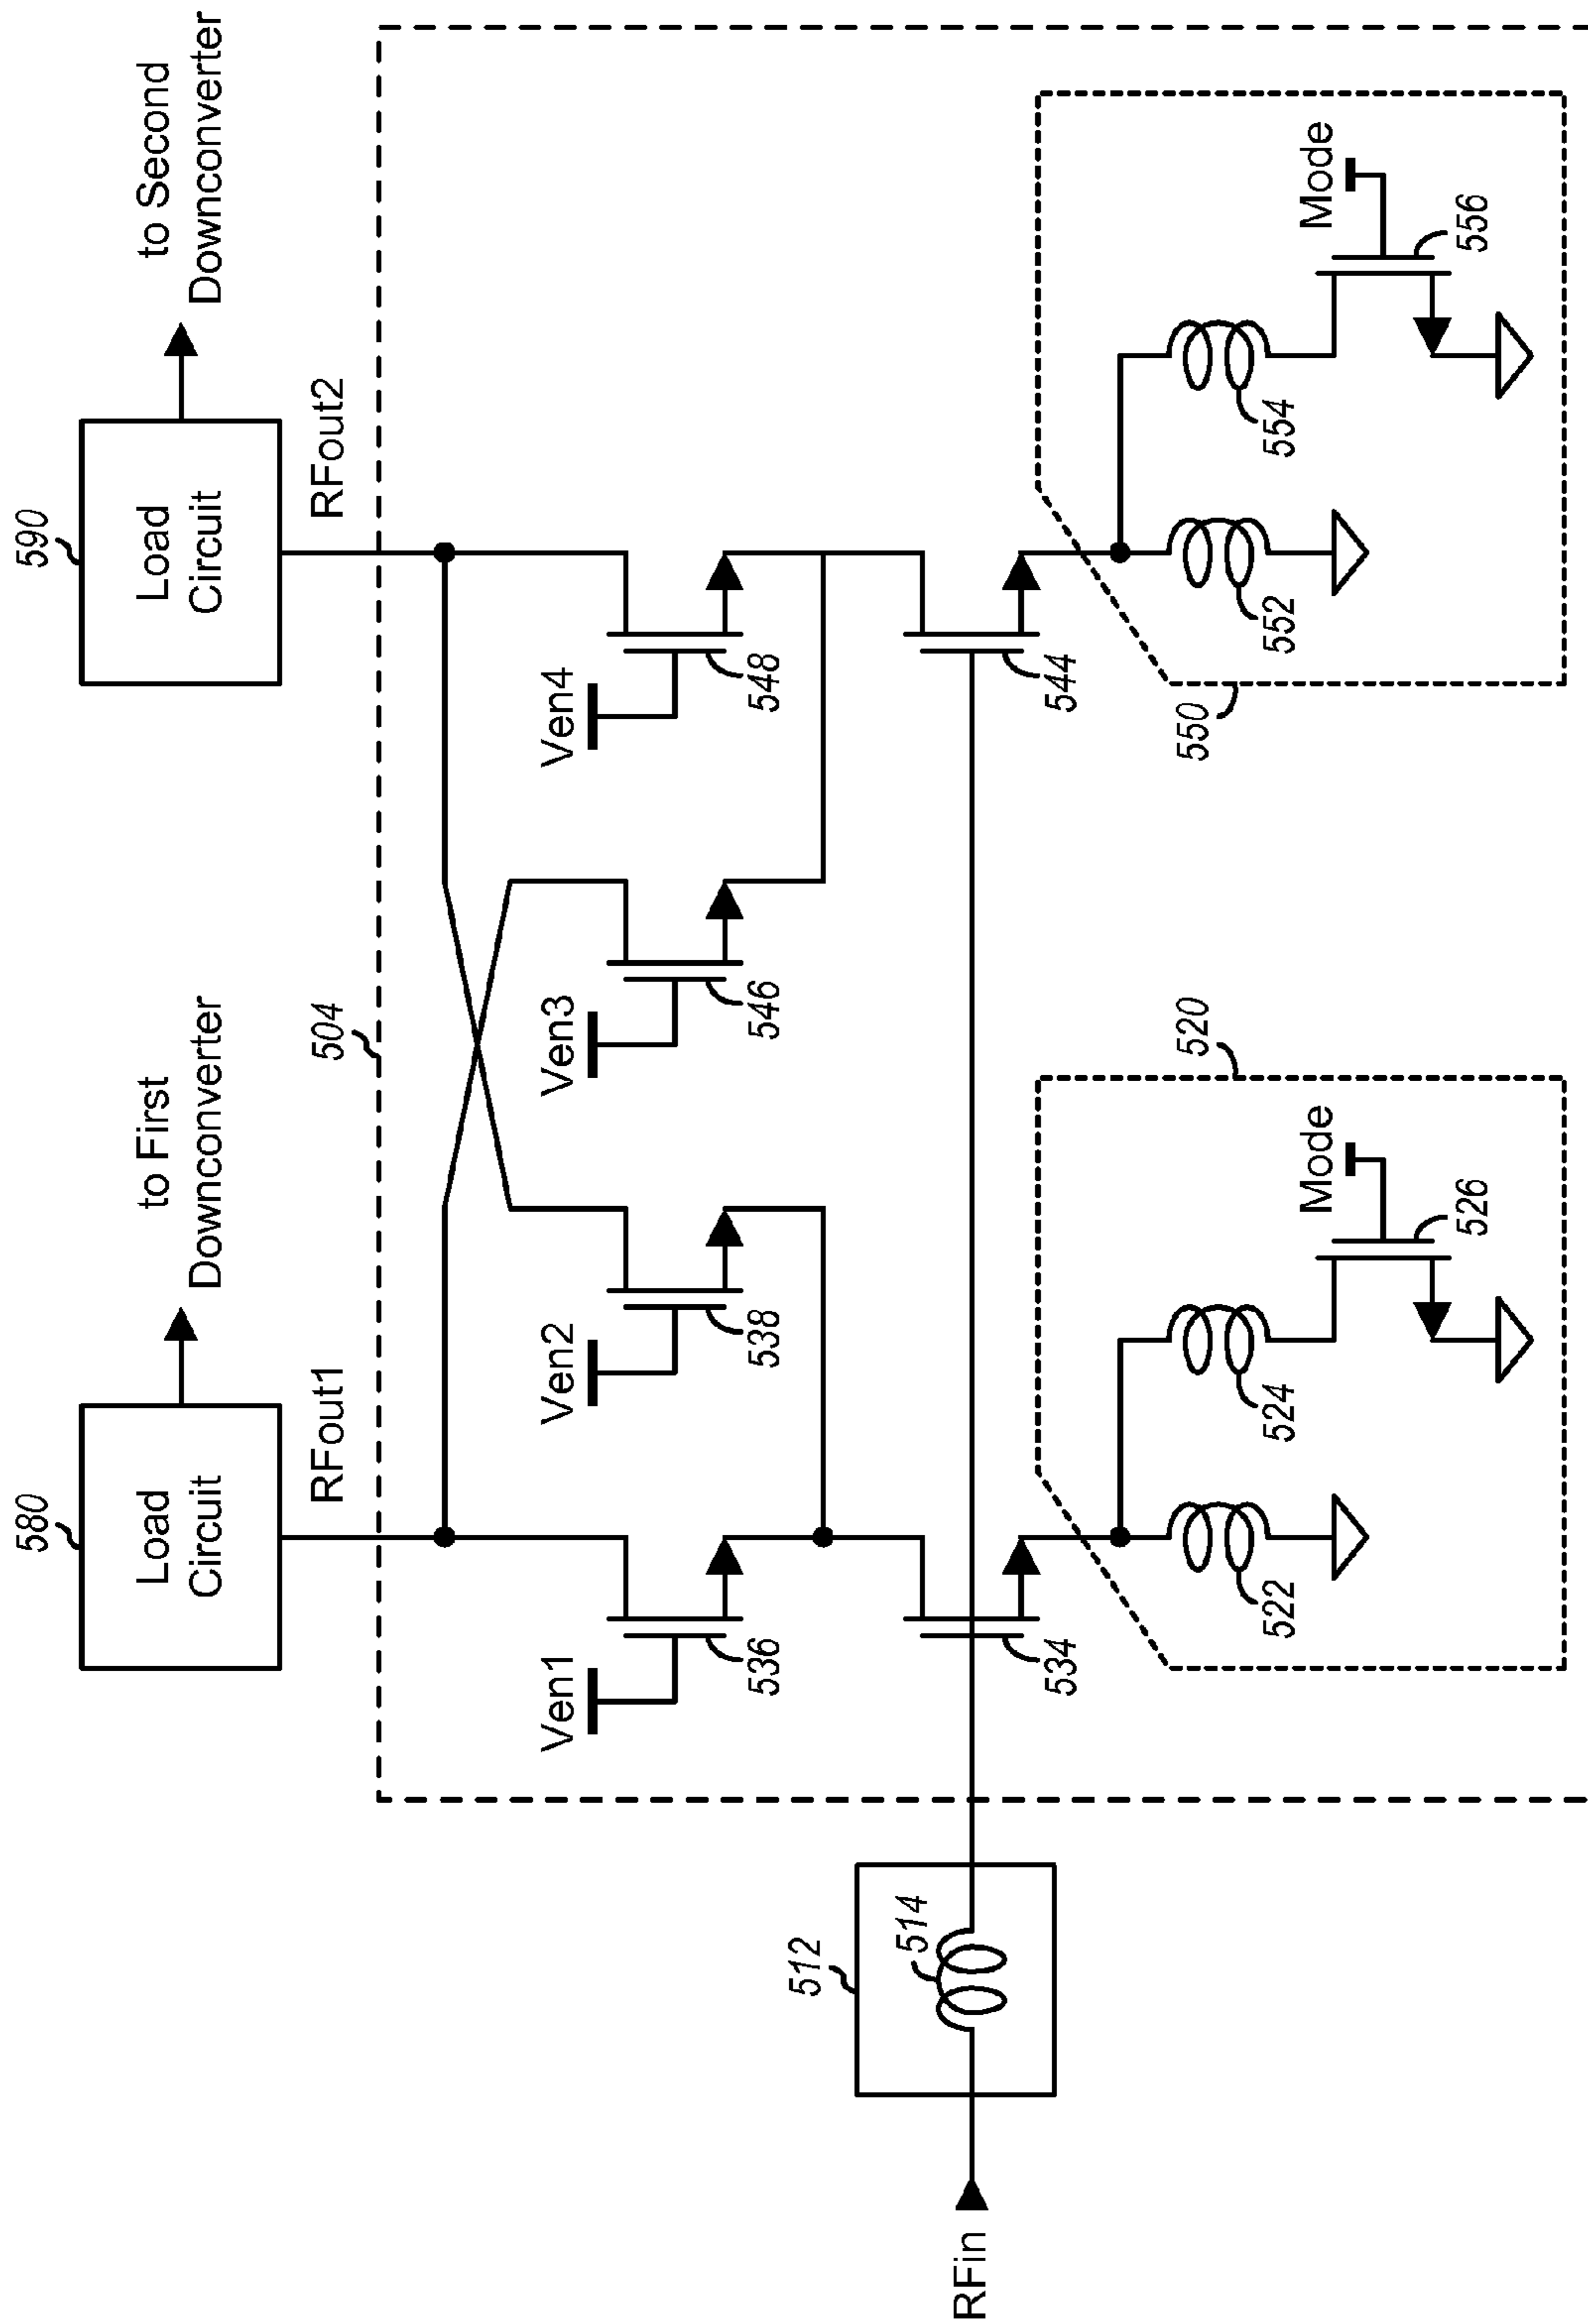 580
Load
Circuit
to First
Downconverter
590
Load
Circuit
to Second
Downconverter
RFout1
RFout2
504
Ven1
536
Ven2
538
Ven3
546
Ven4
548
RFin
512
514
534
544
520
522
524
Mode
526
550
552
554
Mode
556